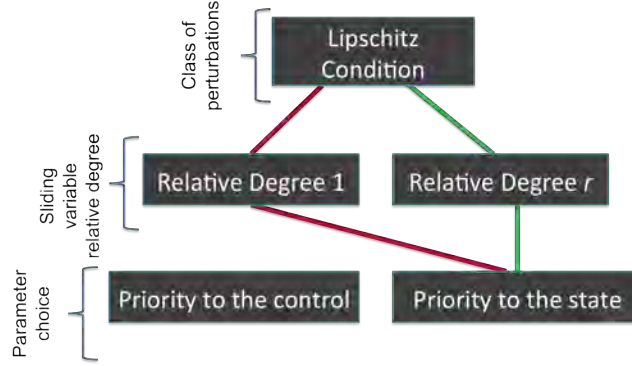 Class of
perturbations
Lipschitz
Condition
Sliding
variable
relative degree
Relative Degree 1
Relative Degree r
Parameter
choice
Priority to the control
Priority to the state